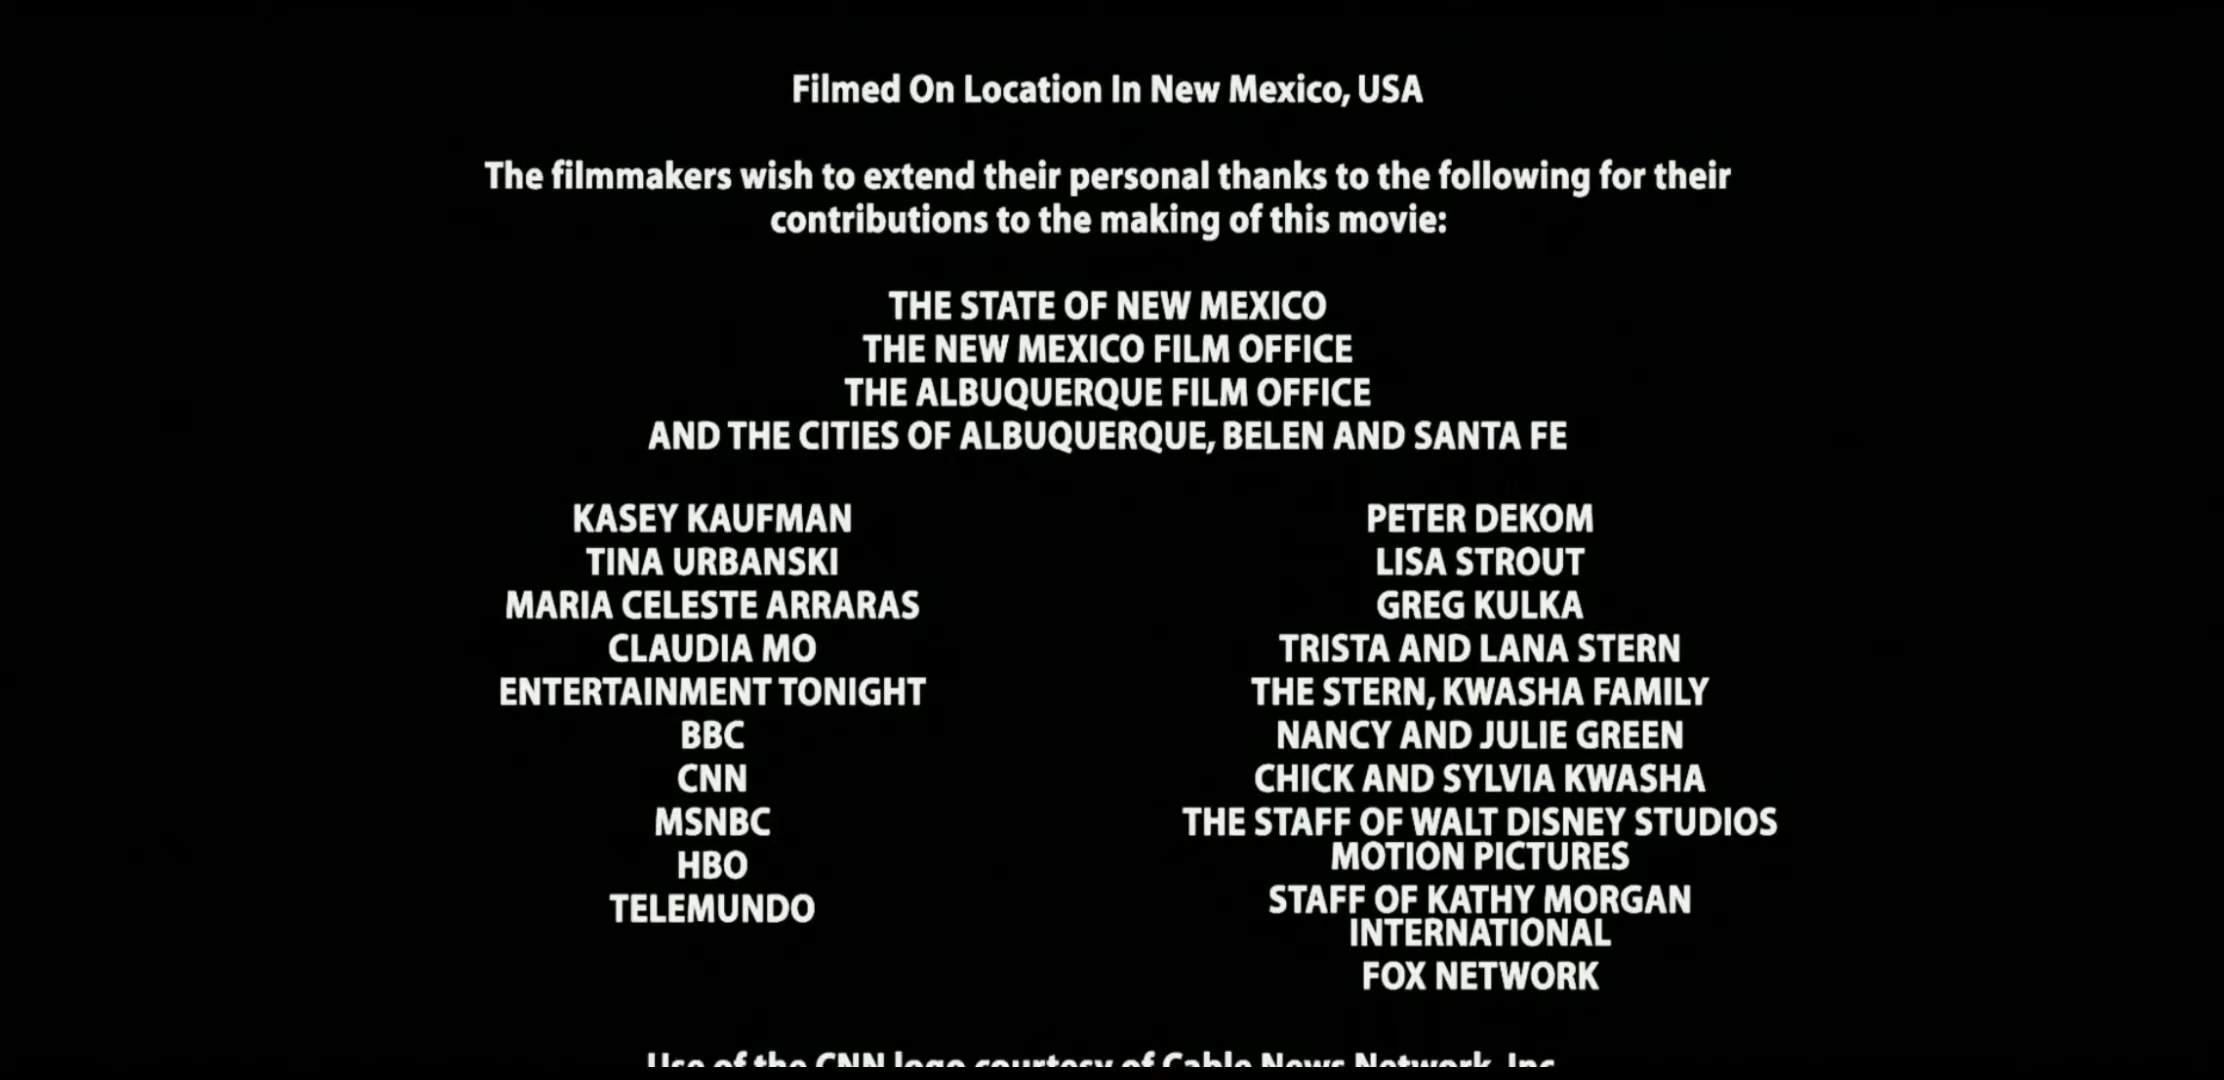 Filmed On Location In New Mexico, USA
The filmmakers wish to extend their personal thanks to the following for their
contributions to the making of this movie:
THE STATE OF NEW MEXICO
THE NEW MEXICO FILM OFFICE
THE ALBUQUERQUE FILM OFFICE
AND THE CITIES OF ALBUQUERQUE, BELEN AND SANTA FE
KASEY KAUFMAN
TINA URBANSKI
MARIA CELESTE ARRARAS
CLAUDIA MO
ENTERTAINMENT TONIGHT
BBC
CNN
MSNBC
HBO
TELEMUNDO
PETER DEKOM
LISA STROUT
GREG KULKA
TRISTA AND LANA STERN
THE STERN, KWASHA FAMILY
NANCY AND JULIE GREEN
CHICK AND SYLVIA KWASHA
THE STAFF OF WALT DISNEY STUDIOS
MOTION PICTURES
STAFF OF KATHY MORGAN
INTERNATIONAL
FOX NETWORK
Use of the CNN logo courtesy of Cable News Network, Inc.